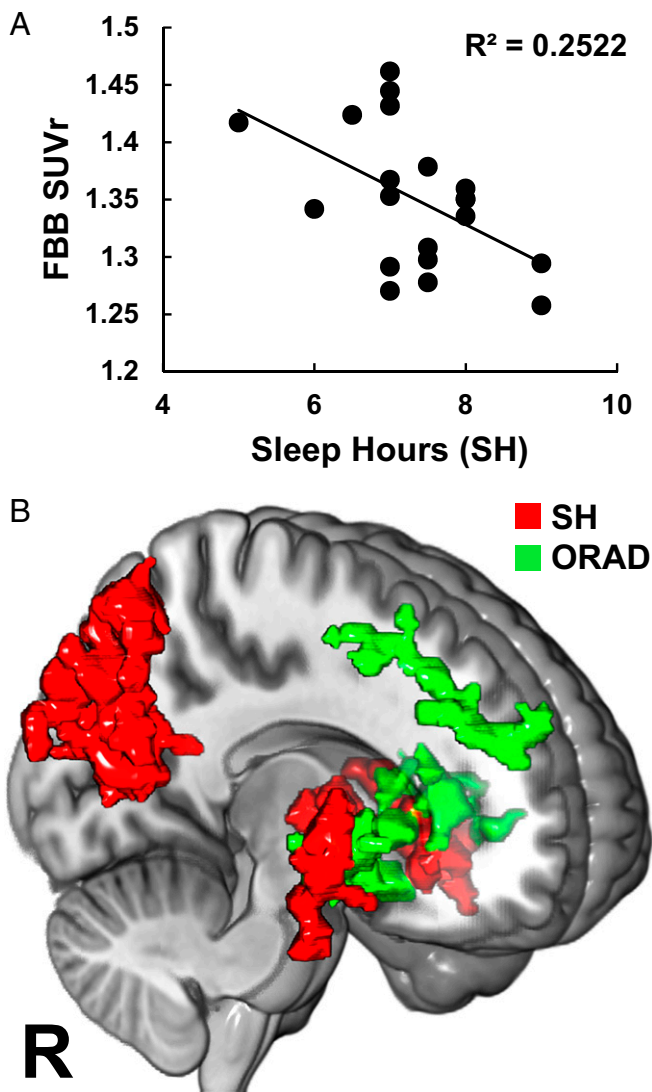 A
1.5
R² = 0.2522
1.45
1.4
1.35
1.3
1.25
1.2
FBB SUVr
4 6 8 10
Sleep Hours (SH)
B
SH
ORAD
R